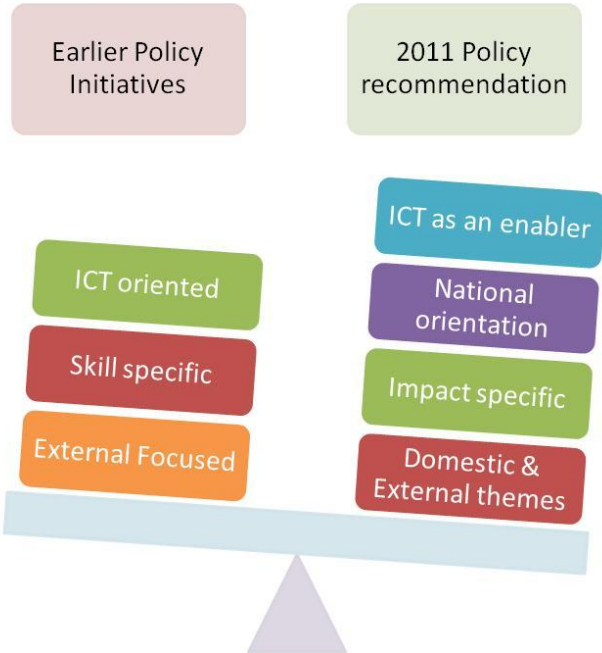 Earlier Policy
Initiatives
2011 Policy
recommendation
ICT oriented
Skill specific
External Focused
ICT as an enabler
National
orientation
Impact specific
Domestic &
External themes